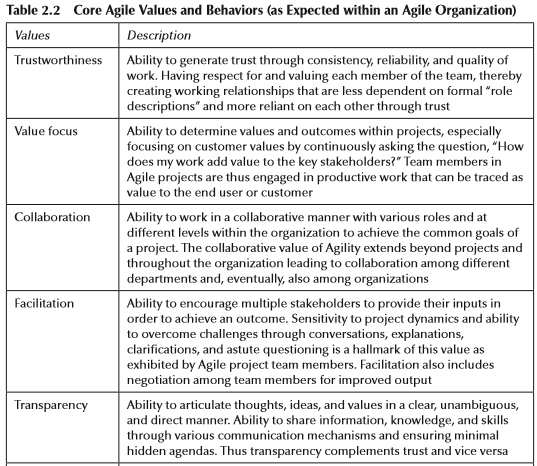 Table 2.2 Core Agile Values and Behaviors (as Expected within an Agile Organization)
Values Description
Trustworthiness Ability to generate trust through consistency, reliability, and quality of
work. Having respect for and valuing each member of the team, thereby
creating working relationships that are less dependent on formal “role
descriptions” and more reliant on each other through trust
Value focus Ability to determine values and outcomes within projects, especially
focusing on customer values by continuously asking the question, “How
does my work add value to the key stakeholders?” Team members in
Agile projects are thus engaged in productive work that can be traced as
value to the end user or customer
Collaboration Ability to work in a collaborative manner with various roles and at
different levels within the organization to achieve the common goals of
a project. The collaborative value of Agility extends beyond projects and
throughout the organization leading to collaboration among different
departments and, eventually, also among organizations
Facilitation Ability to encourage multiple stakeholders to provide their inputs in
order to achieve an outcome. Sensitivity to project dynamics and ability
to overcome challenges through conversations, explanations,
clarifications, and astute questioning is a hallmark of this value as
exhibited by Agile project team members. Facilitation also includes
negotiation among team members for improved output
Transparency Ability to articulate thoughts, ideas, and values in a clear, unambiguous,
and direct manner. Ability to share information, knowledge, and skills
through various communication mechanisms and ensuring minimal
hidden agendas. Thus transparency complements trust and vice versa